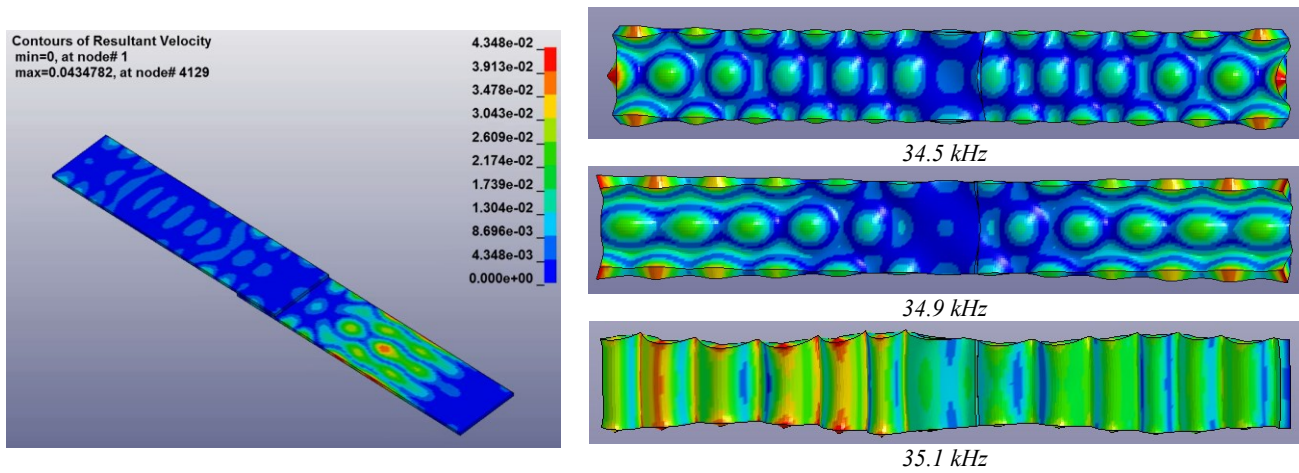 Contours of Resultant Velocity
min=0, at node# 1
max=0.0434782, at node# 4129
4.348e-02
3.913e-02
3.478e-02
3.043e-02
2.609e-02
2.174e-02
1.739e-02
1.304e-02
8.696e-03
4.348e-03
0.000e+00
34.5 kHz
34.9 kHz
35.1 kHz